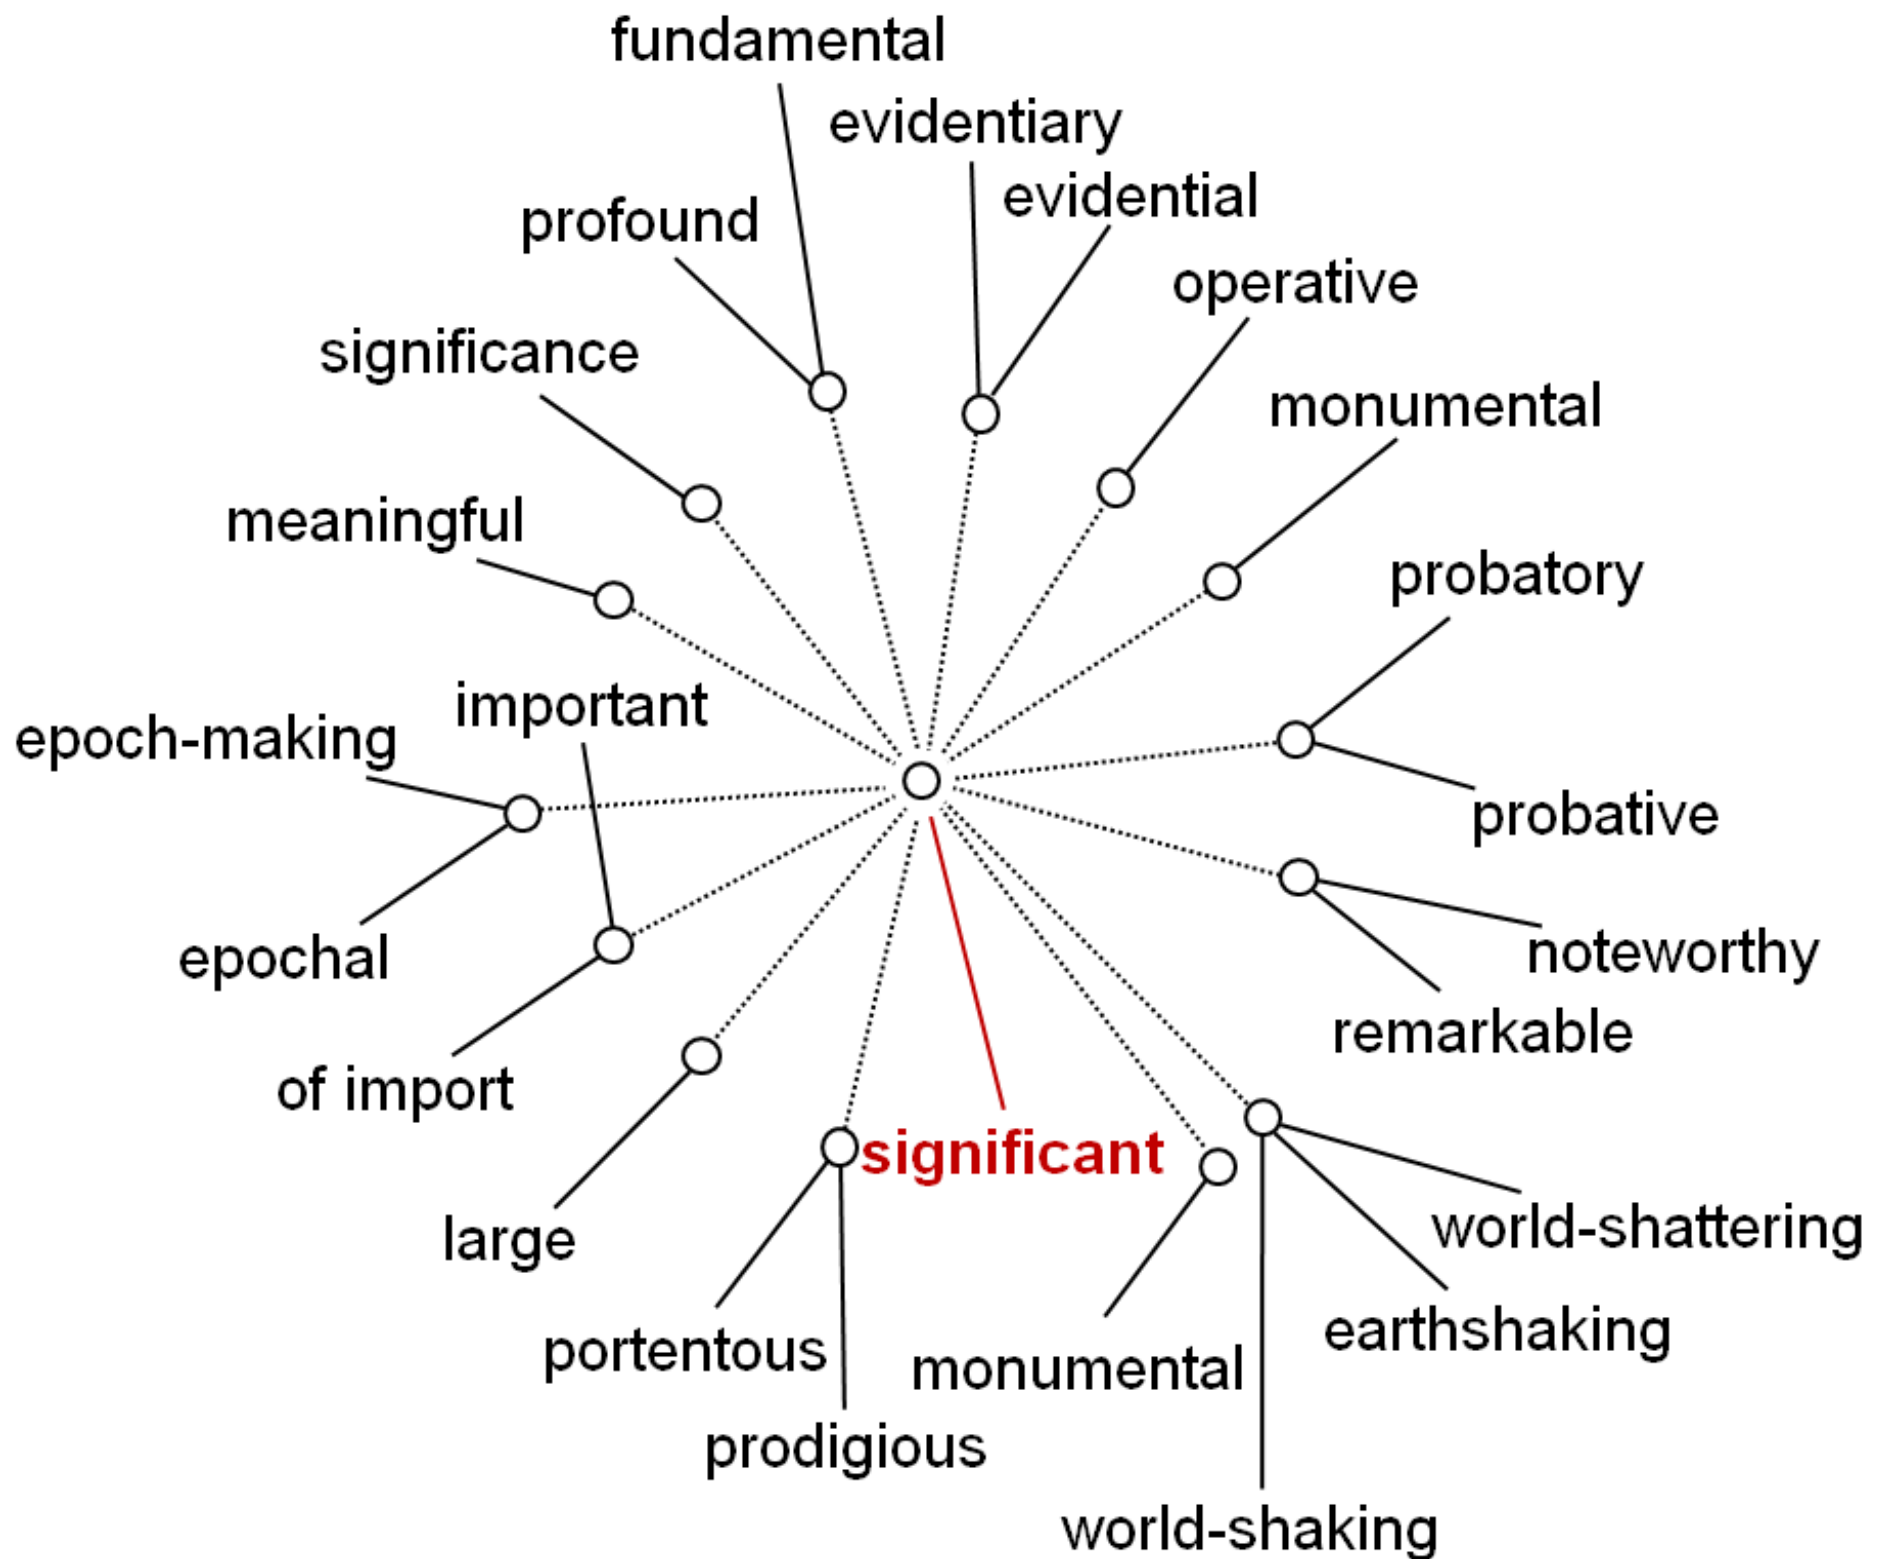 fundamental
evidentiary
evidential
profound
operative
significance
monumental
meaningful
probatory
important
epoch-making
probative
noteworthy
epochal
remarkable
of import
significant
large
world-shattering
earthshaking
portentous
monumental
prodigious
world-shaking